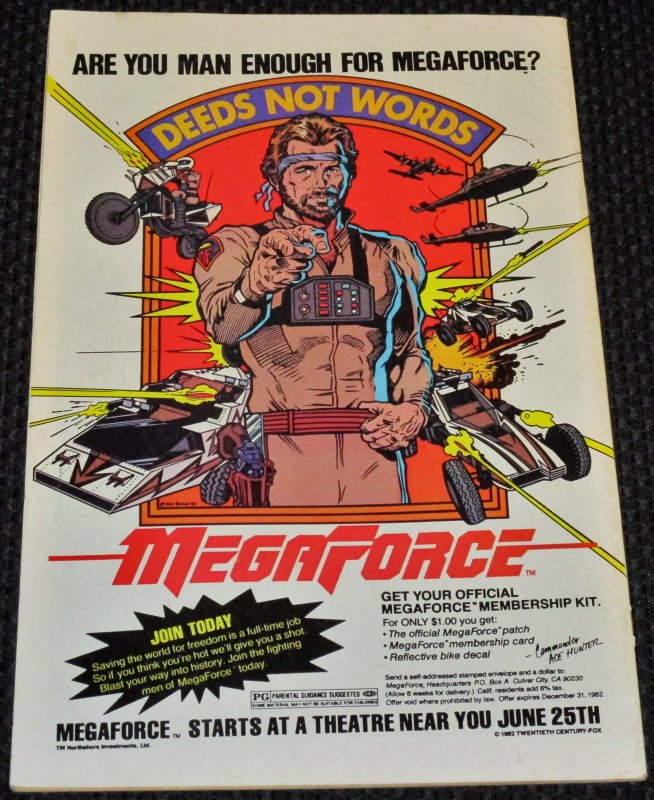 ARE YOU MAN ENOUGH FOR MEGAFORCE?
DEEDS NOT WORDS
MEGAFORCE™
JOIN TODAY
Saving the world for freedom is a full-time job
So if you think you're hot we'll give you a shot.
Blast your way into history. Join the fighting
men of MegaForce™ today.
GET YOUR OFFICIAL
MEGAFORCE™ MEMBERSHIP KIT.
For ONLY $1.00 you get:
• The official MegaForce™ patch
• MegaForce™ membership card
• Reflective bike decal
- Commander
ACE HUNTER
Send a self-addressed stamped envelope and a dollar to:
MegaForce, Headquarters P.O. Box A Culver City, CA 90230
(Allow 8 weeks for delivery.) Calif. residents add 6% tax.
Offer void where prohibited by law. Offer expires December 31, 1982.
PG PARENTAL GUIDANCE SUGGESTED
SOME MATERIAL MAY NOT BE SUITABLE FOR CHILDREN
MEGAFORCE™ STARTS AT A THEATRE NEAR YOU JUNE 25TH
TM Northshore Investments, Ltd.
© 1982 TWENTIETH CENTURY-FOX